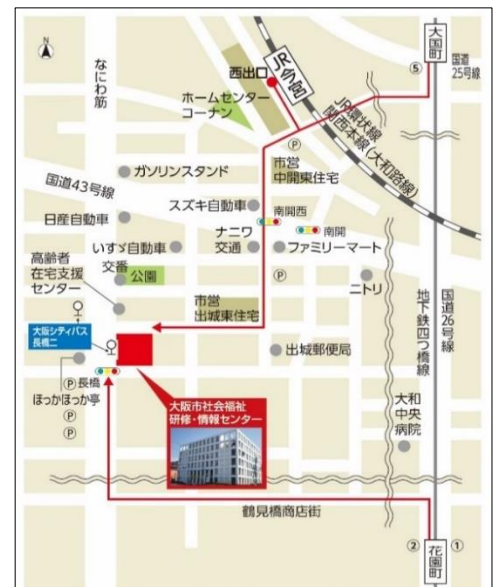 N
なにわ筋
大国町
⑤
国道
25号線
JR今宮
西出口
ホームセンター
コーナン
JR環状線
関西本線(大和路線)
Ⓟ
市営
中開東住宅
ガソリンスタンド
国道43号線
スズキ自動車
南開西
南開
日産自動車
いすゞ自動車
ナニワ
交通
ファミリーマート
高齢者
在宅支援
センター
交番
公園
Ⓟ
ニトリ
市営
出城東住宅
地下鉄四つ橋線
国道26号線
大阪シティバス
長橋二
出城郵便局
Ⓟ長橋
ほっかほっか亭
Ⓟ
Ⓟ
大阪市社会福祉
研修・情報センター
大和
中央
病院
鶴見橋商店街
②
花園町
①